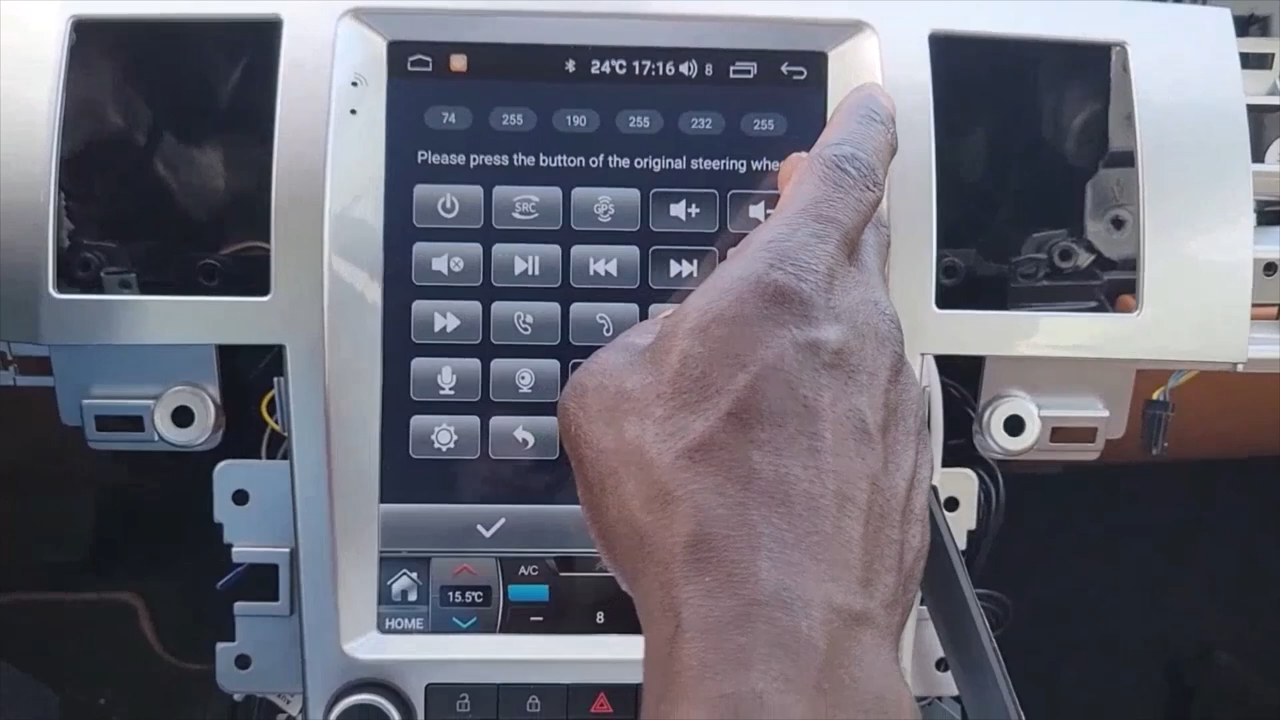 24℃ 17:16 8
74 255 190 255 232 255
Please press the button of the original steering
SRC GPS
A/C
15.5℃
8
HOME